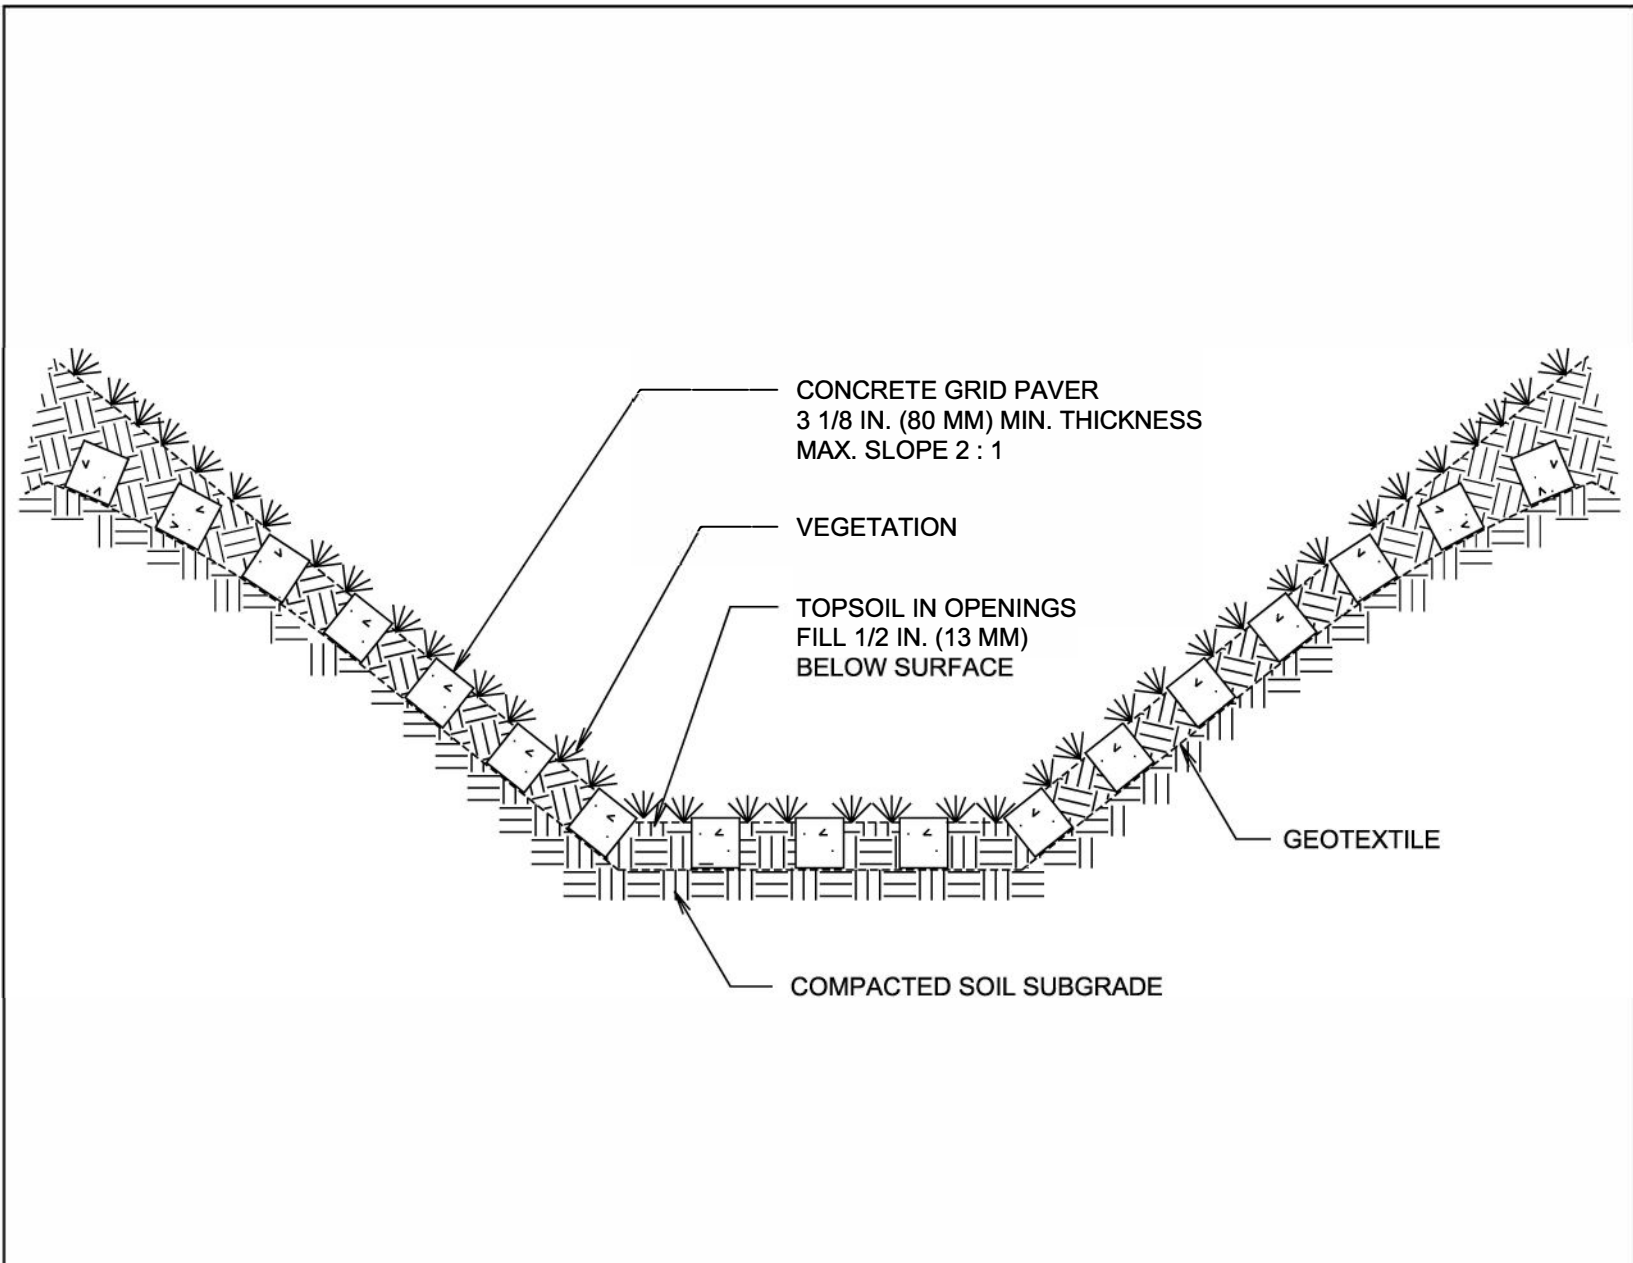 CONCRETE GRID PAVER
3 1/8 IN. (80 MM) MIN. THICKNESS
MAX. SLOPE 2 : 1
VEGETATION
TOPSOIL IN OPENINGS
FILL 1/2 IN. (13 MM)
BELOW SURFACE
GEOTEXTILE
COMPACTED SOIL SUBGRADE